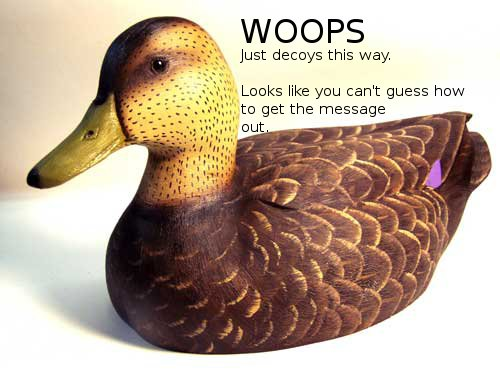 WOOPS
Just decoys this way.
Looks like you can't guess how
to get the message
out.